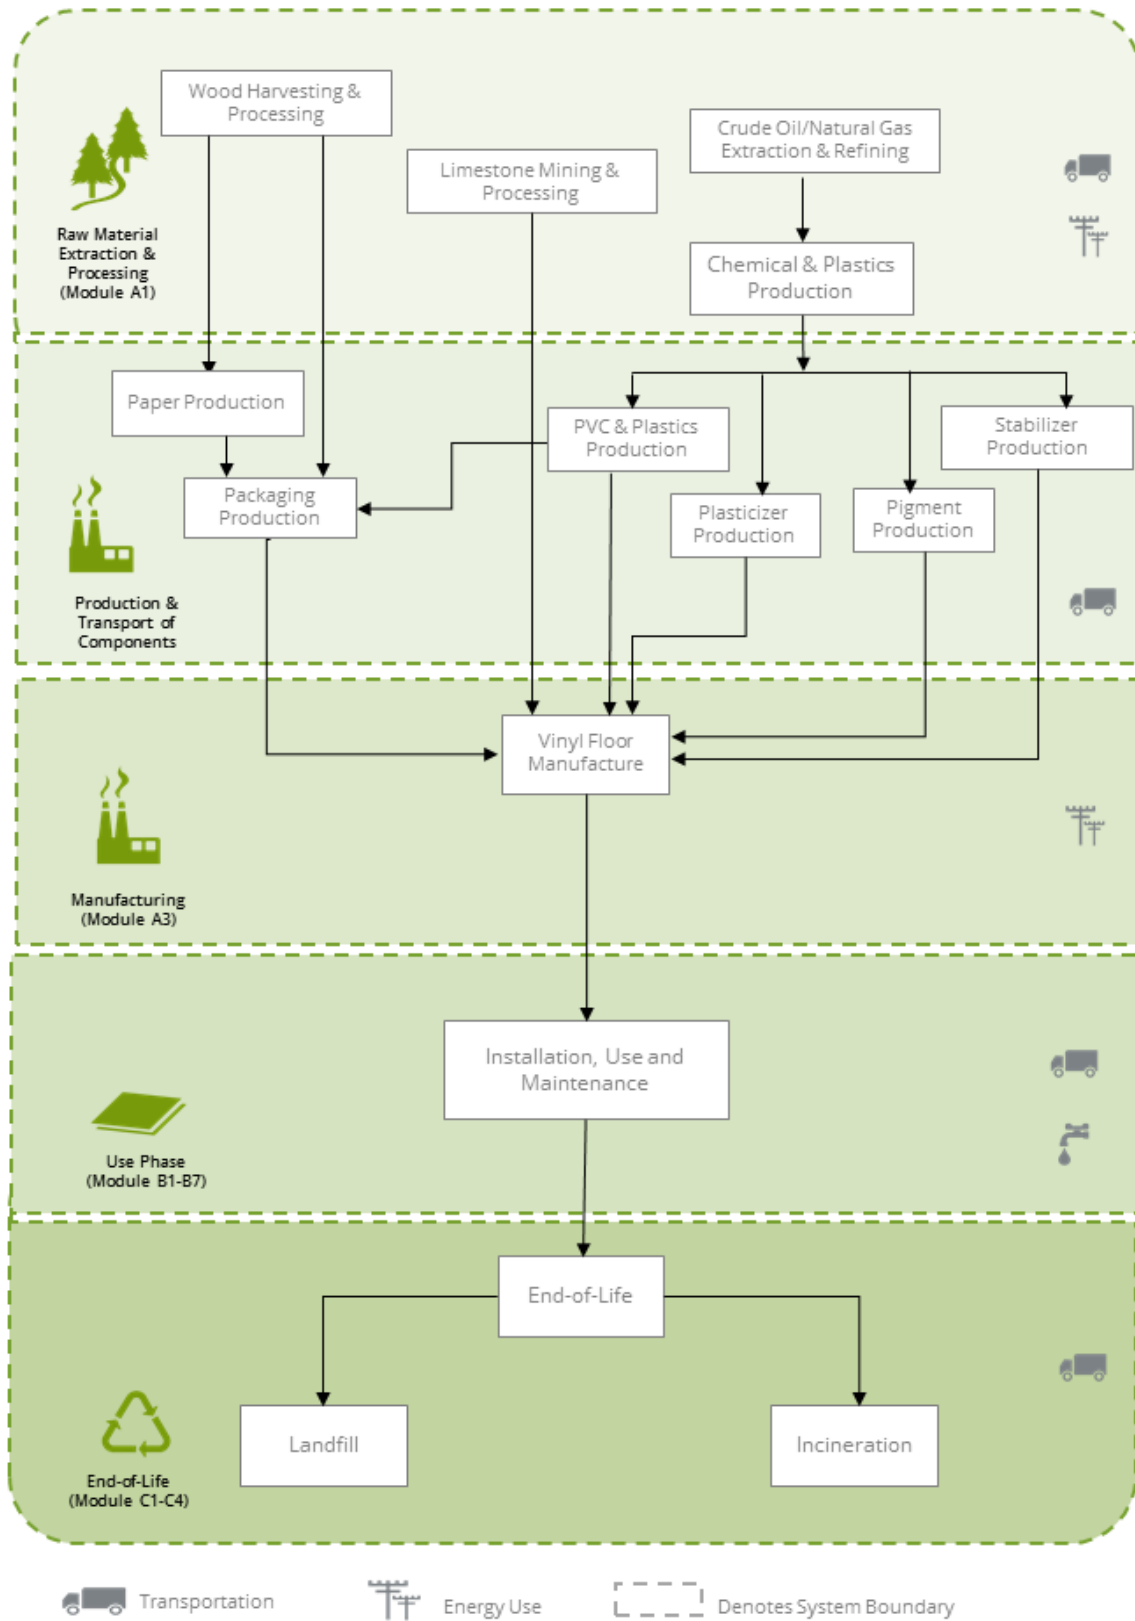 Wood Harvesting &
Processing
Crude Oil/Natural Gas
Extraction & Refining
Limestone Mining &
Processing
Raw Material
Extraction &
Processing
(Module A1)
Chemical & Plastics
Production
Paper Production
PVC & Plastics
Production
Stabilizer
Production
Packaging
Production
Plasticizer
Production
Pigment
Production
Production &
Transport of
Components
Vinyl Floor
Manufacture
Manufacturing
(Module A3)
Installation, Use and
Maintenance
Use Phase
(Module B1-B7)
End-of-Life
Landfill
Incineration
End-of-Life
(Module C1-C4)
Transportation
Energy Use
Denotes System Boundary